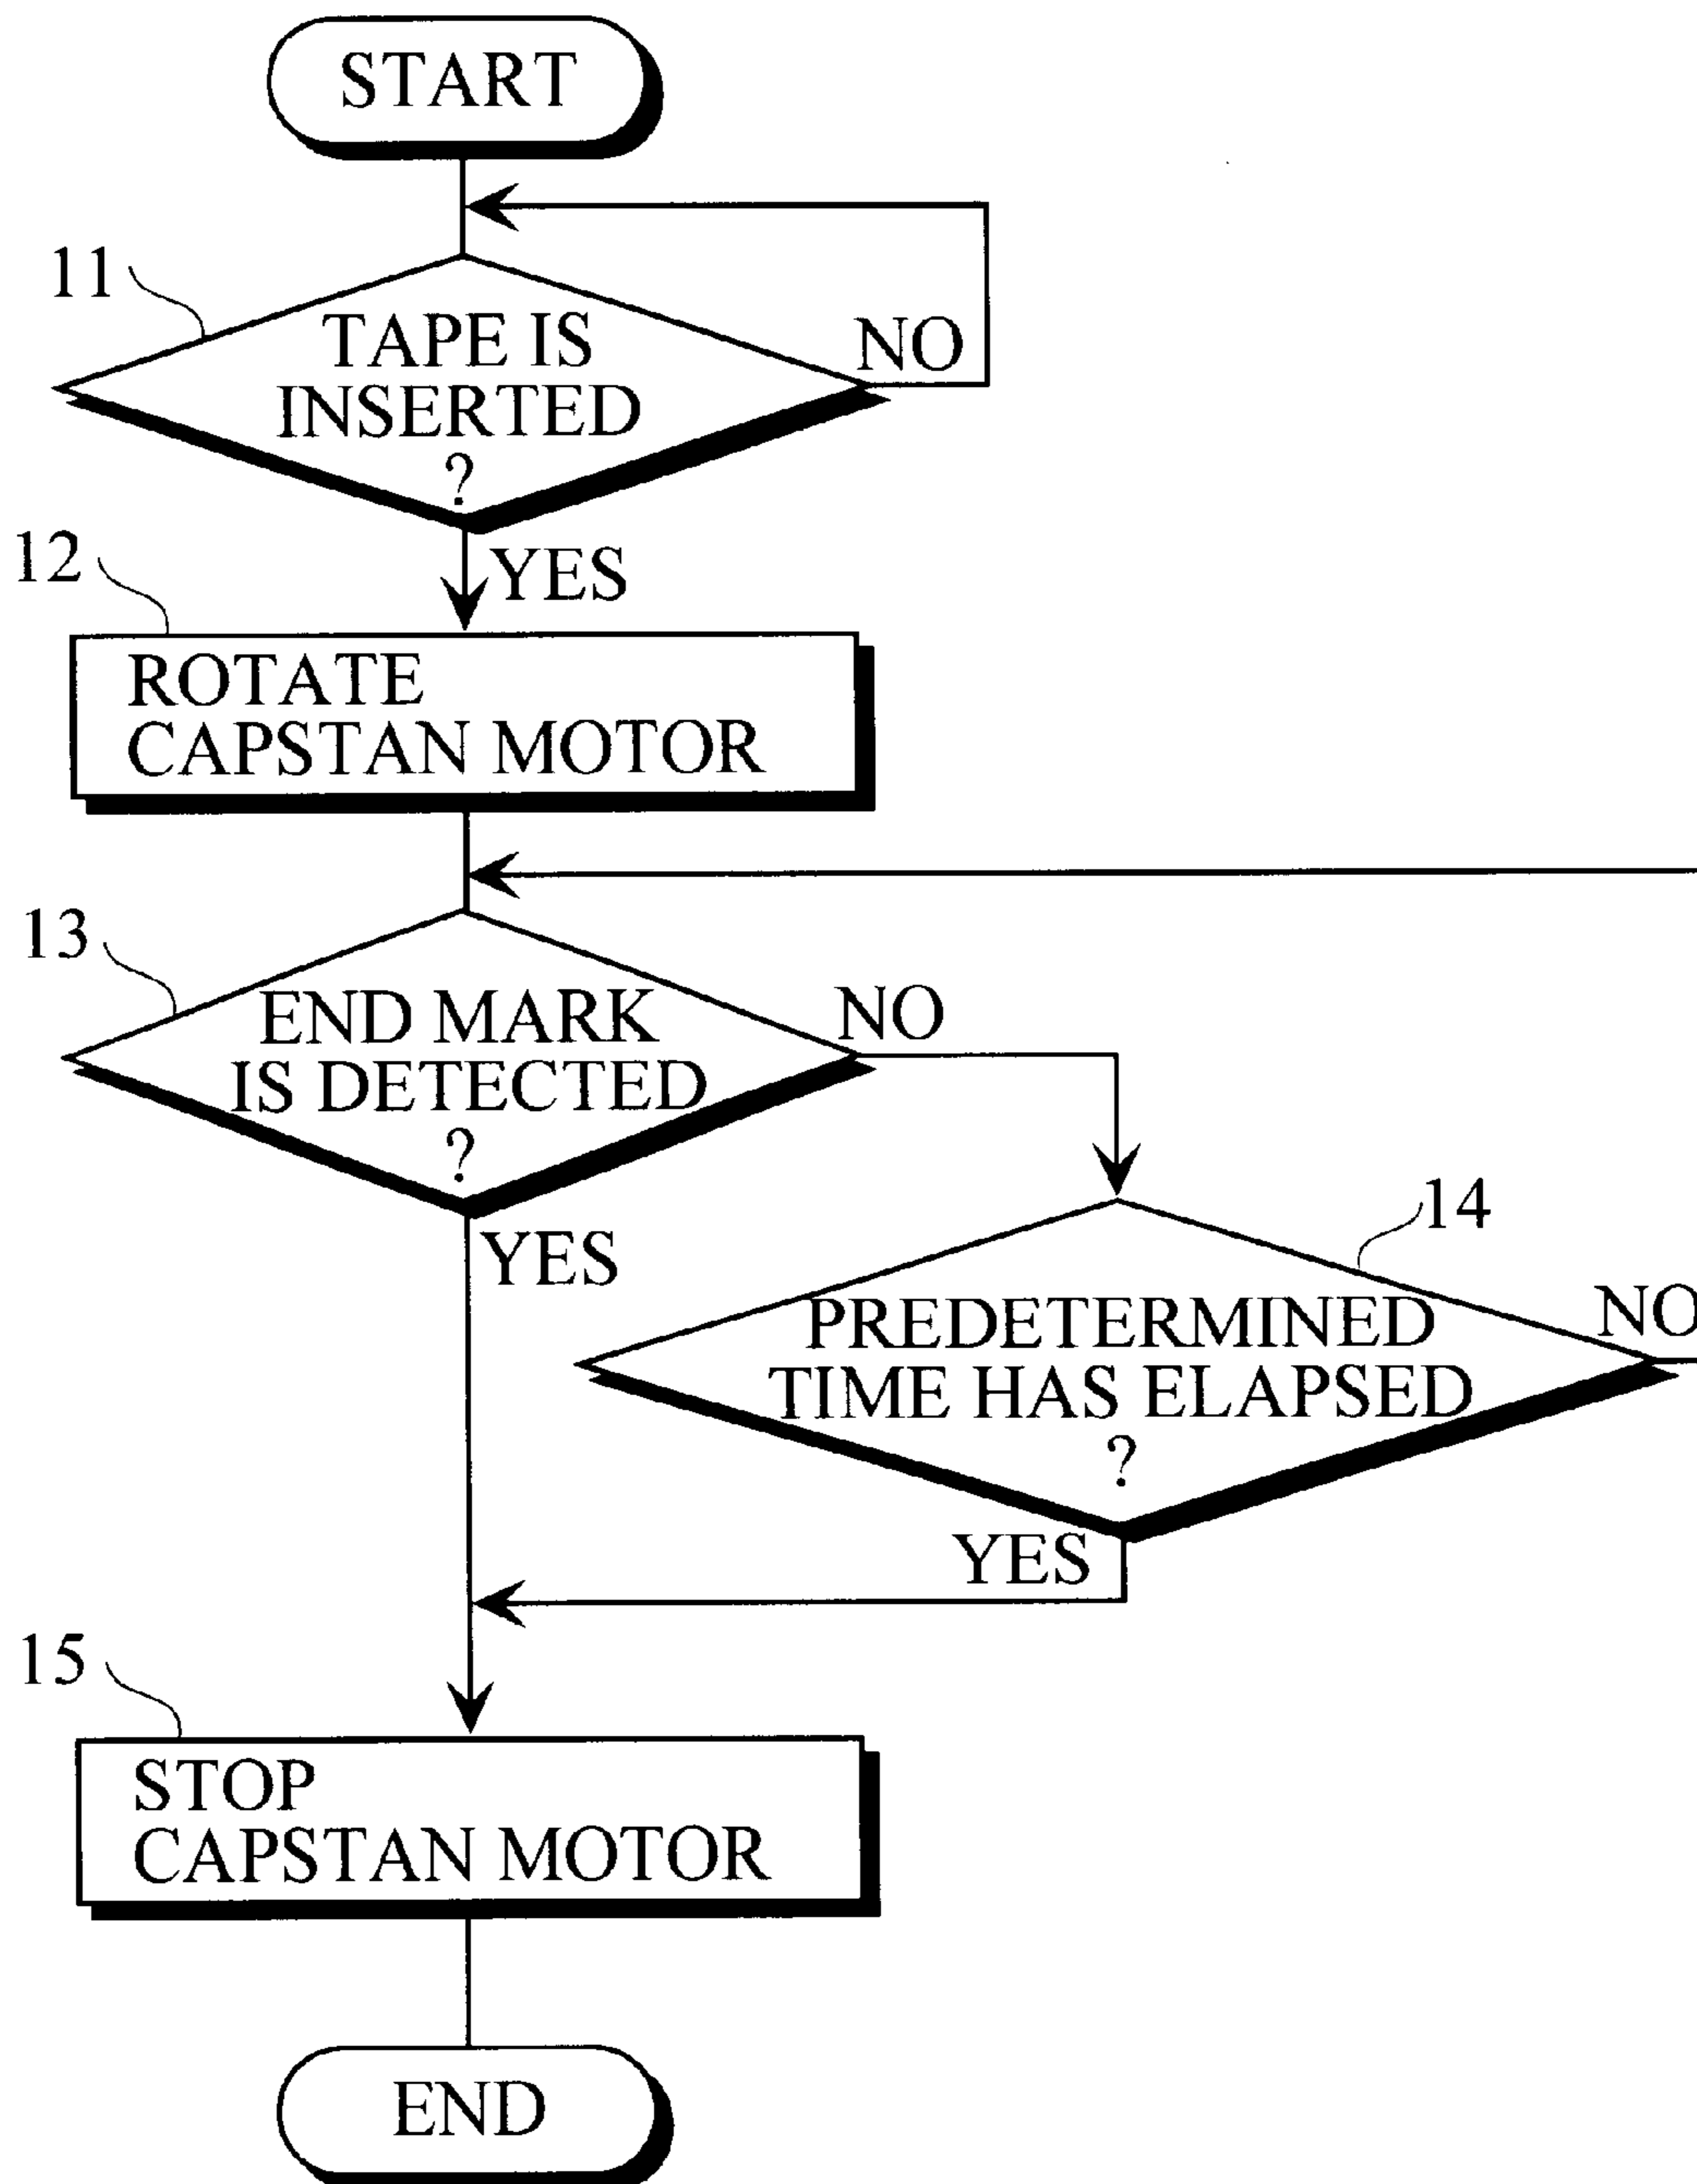 START
11
TAPE IS
INSERTED
?
NO
12
YES
ROTATE
CAPSTAN MOTOR
13
END MARK
IS DETECTED
?
NO
YES
14
PREDETERMINED
TIME HAS ELAPSED
?
NO
YES
15
STOP
CAPSTAN MOTOR
END